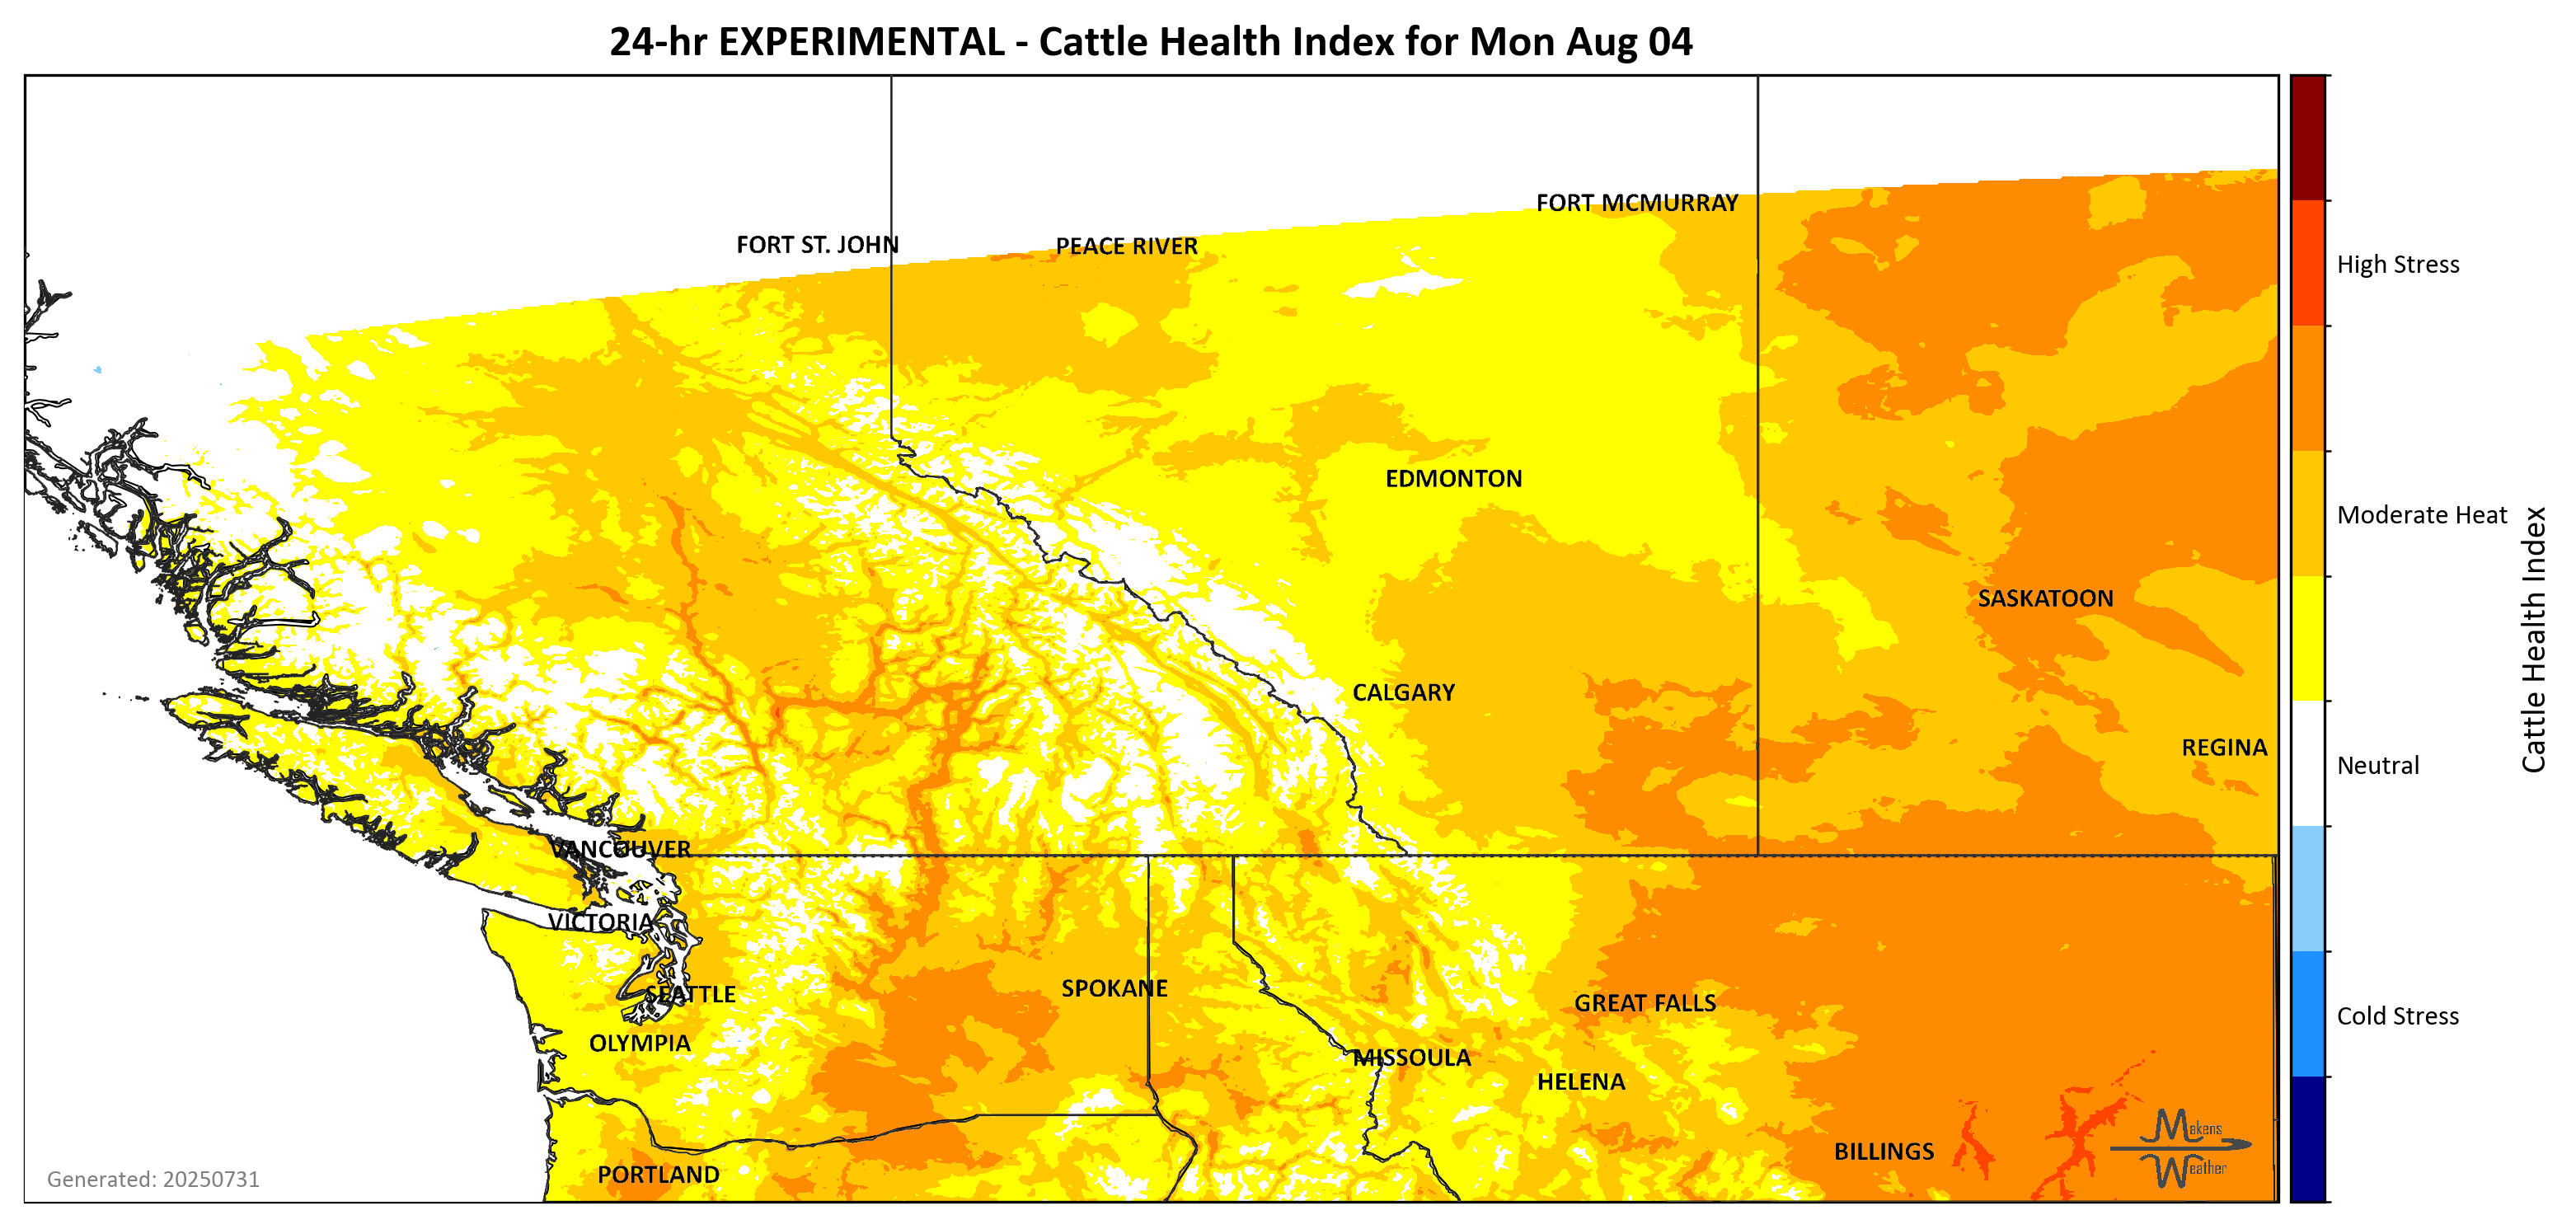 24-hr EXPERIMENTAL - Cattle Health Index for Mon Aug 04
FORT MCMURRAY
FORT ST. JOHN
PEACE RIVER
High Stress
EDMONTON
Moderate Heat
SASKATOON
Cattle Health Index
CALGARY
REGINA
Neutral
VANCOUVER
VICTORIA
SEATTLE
SPOKANE
GREAT FALLS
Cold Stress
OLYMPIA
MISSOULA
HELENA
BILLINGS
Makens
Weather
PORTLAND
Generated: 20250731